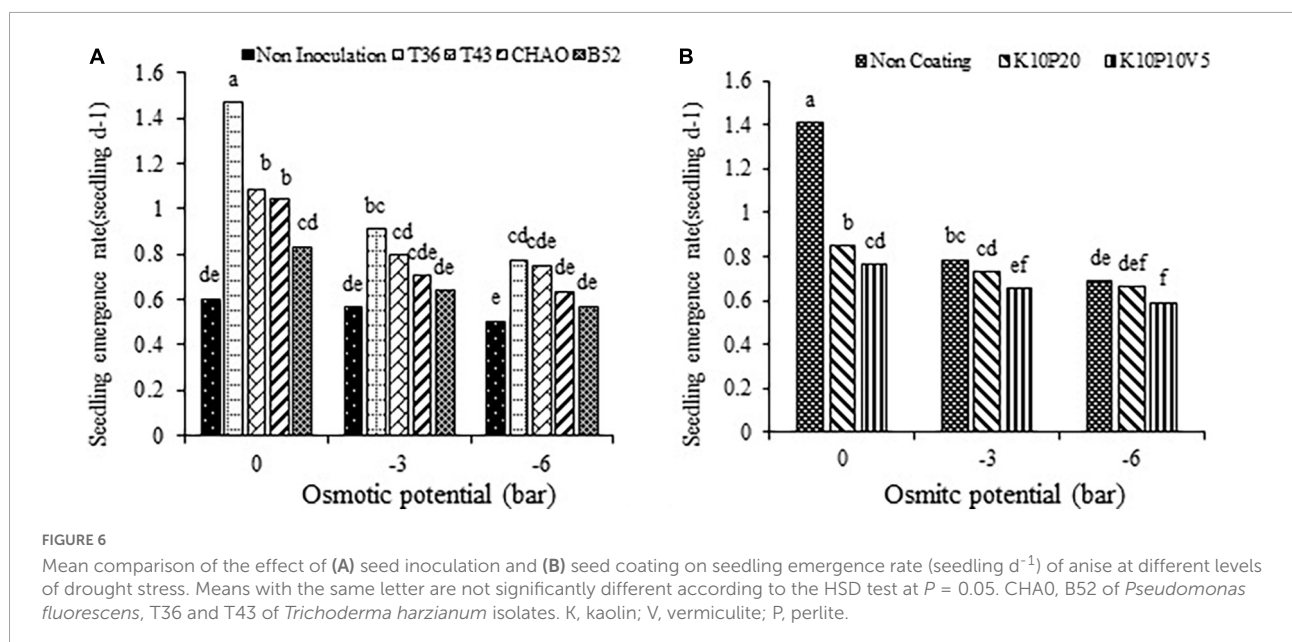 A
Non Inoculation T36 T43 CHAO B52
Seedling emergence rate(seedling d-1)
1.6
1.4
1.2
1
0.8
0.6
0.4
0.2
0
de a b b cd
de bc cd cde de
e cd cde de de
0 -3 -6
Osmotic potential (bar)
B
Non Coating K10P20 K10P10V5
Seedling emergence rate(seedling d-1)
1.6
1.4
1.2
1
0.8
0.6
0.4
0.2
0
a b cd
bc cd ef
de def f
0 -3 -6
Osmitc potential (bar)
FIGURE 6
Mean comparison of the effect of (A) seed inoculation and (B) seed coating on seedling emergence rate (seedling d⁻¹) of anise at different levels
of drought stress. Means with the same letter are not significantly different according to the HSD test at P = 0.05. CHA0, B52 of Pseudomonas
fluorescens, T36 and T43 of Trichoderma harzianum isolates. K, kaolin; V, vermiculite; P, perlite.